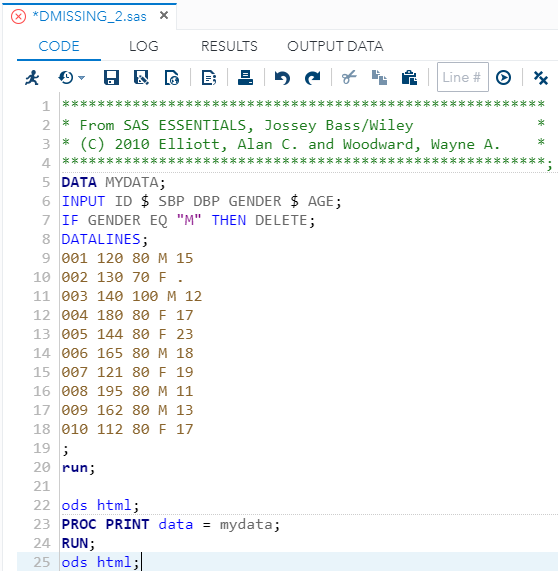 *DMISSING_2.sas ×
CODE LOG RESULTS OUTPUT DATA
Line #
1 ********************************************************
2 * From SAS ESSENTIALS, Jossey Bass/Wiley *
3 * (C) 2010 Elliott, Alan C. and Woodward, Wayne A. *
4 ********************************************************;
5 DATA MYDATA;
6 INPUT ID $ SBP DBP GENDER $ AGE;
7 IF GENDER EQ "M" THEN DELETE;
8 DATALINES;
9 001 120 80 M 15
10 002 130 70 F .
11 003 140 100 M 12
12 004 180 80 F 17
13 005 144 80 F 23
14 006 165 80 M 18
15 007 121 80 F 19
16 008 195 80 M 11
17 009 162 80 M 13
18 010 112 80 F 17
19 ;
20 run;
21
22 ods html;
23 PROC PRINT data = mydata;
24 RUN;
25 ods html;